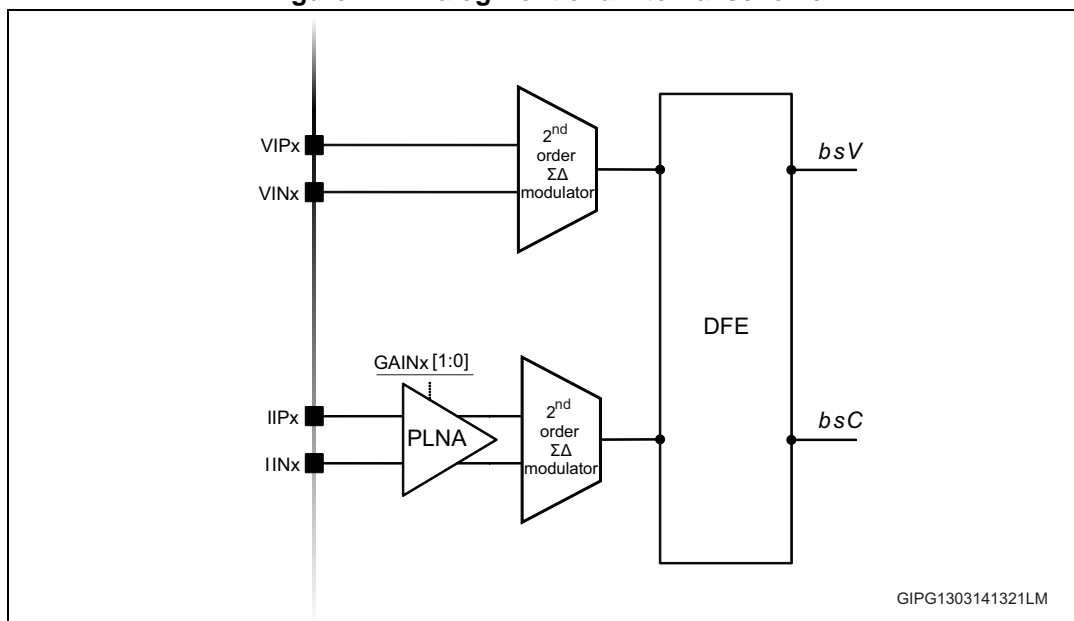 VIPx
VINx
2nd
order
ΣΔ
modulator
bsV
DFE
GAINx [1:0]
IIPx
IINx
PLNA
2nd
order
ΣΔ
modulator
bsC
GIPG1303141321LM